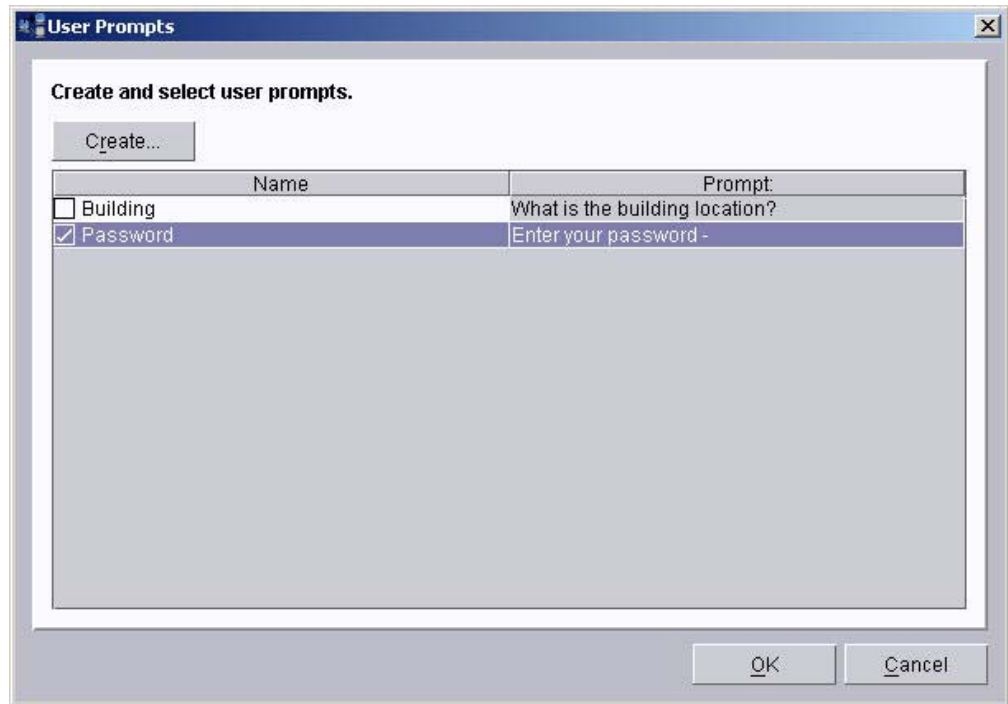 User Prompts
Create and select user prompts.
Create...
Name Prompt:
Building What is the building location?
Password Enter your password -
OK Cancel